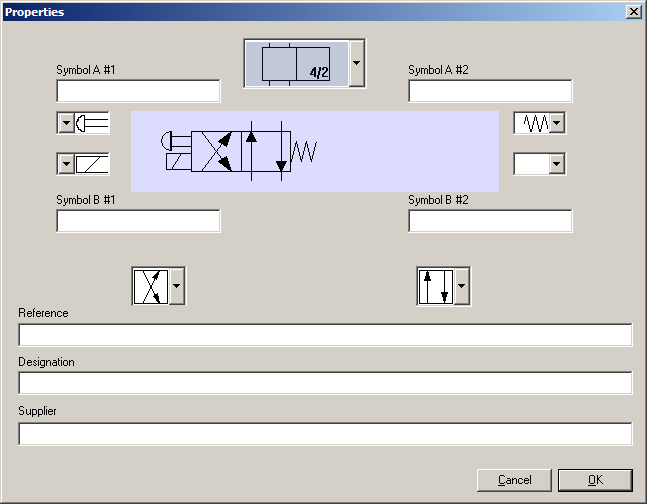 Properties
4/2
Symbol A #1
Symbol A #2
Symbol B #1
Symbol B #2
Reference
Designation
Supplier
Cancel
OK